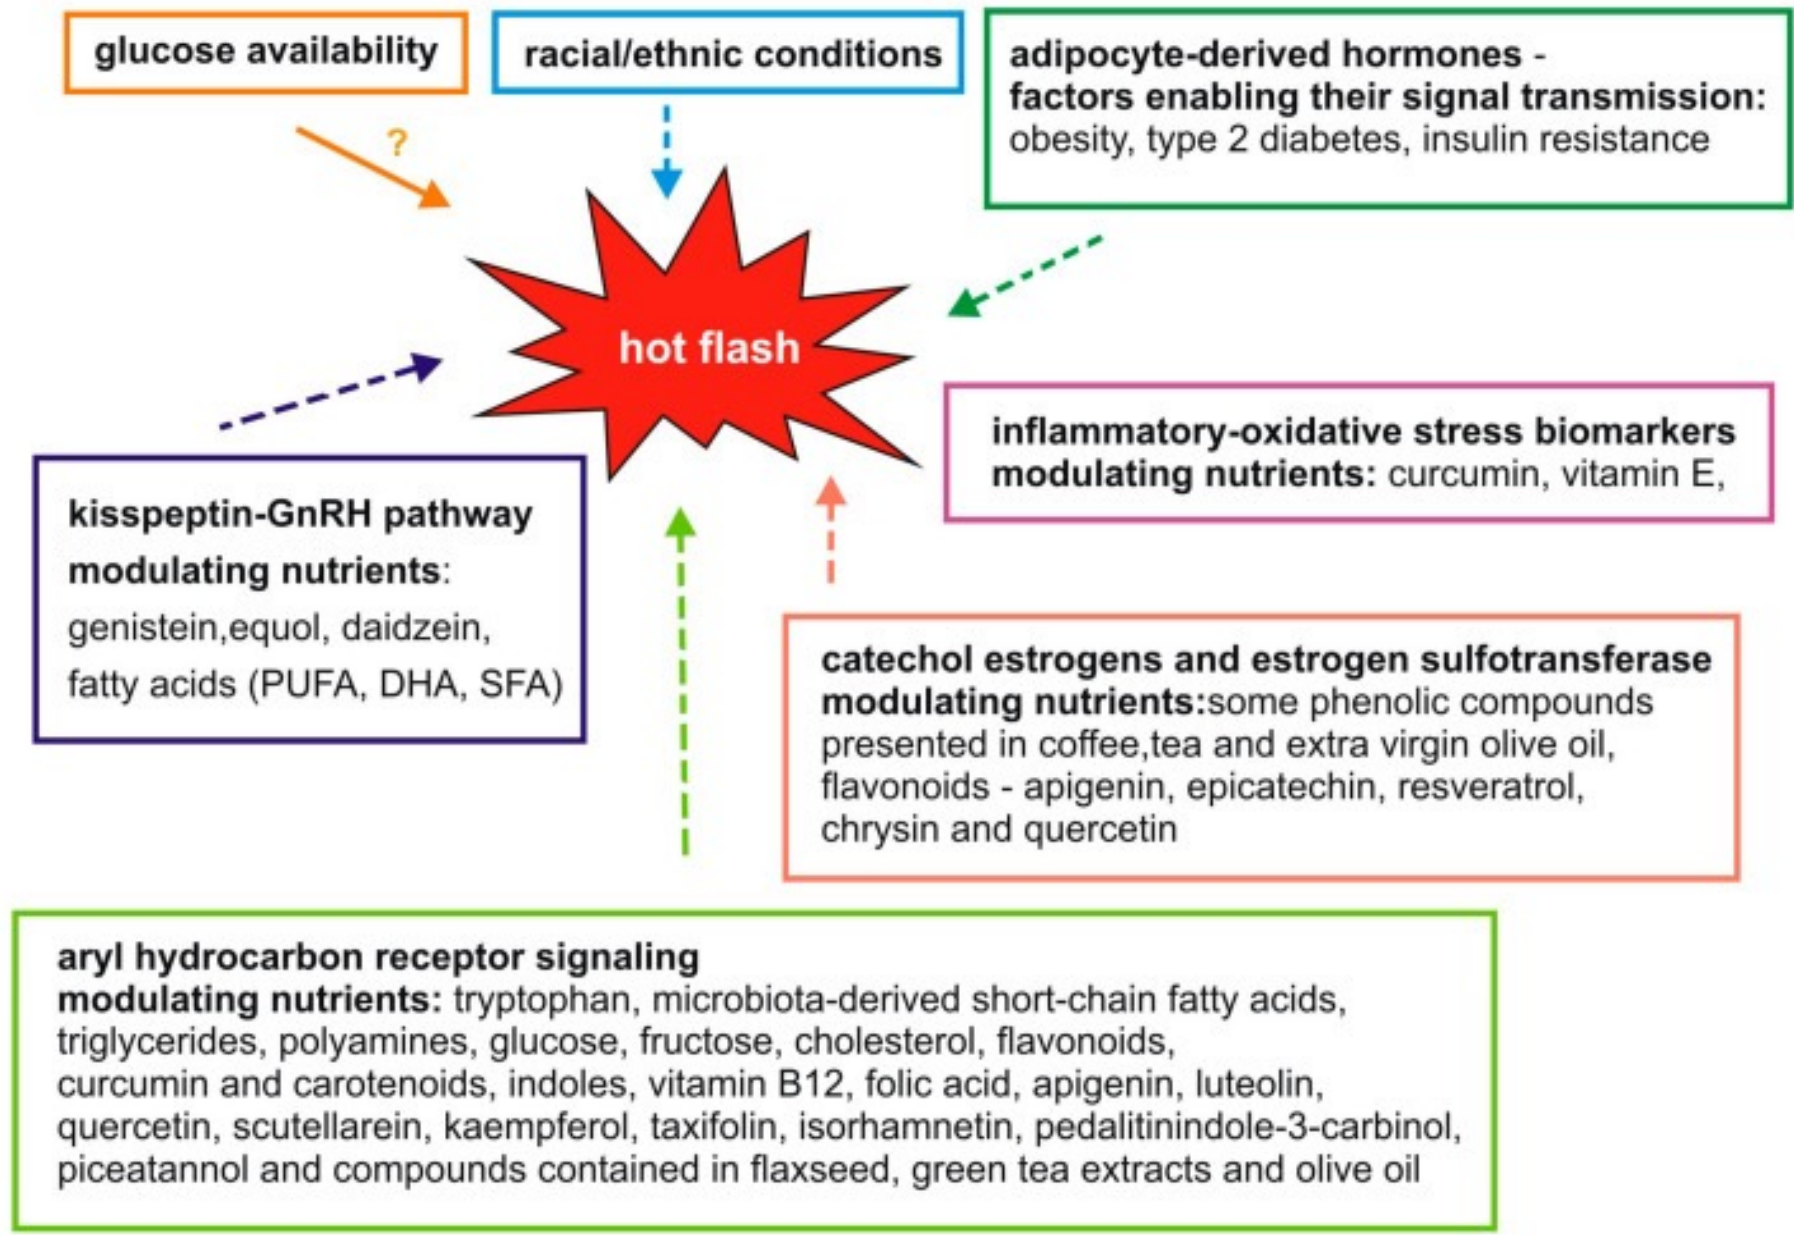 glucose availability
racial/ethnic conditions
adipocyte-derived hormones -
factors enabling their signal transmission:
obesity, type 2 diabetes, insulin resistance
?
hot flash
inflammatory-oxidative stress biomarkers
modulating nutrients: curcumin, vitamin E,
kisspeptin-GnRH pathway
modulating nutrients:
genistein,equol, daidzein,
fatty acids (PUFA, DHA, SFA)
catechol estrogens and estrogen sulfotransferase
modulating nutrients:some phenolic compounds
presented in coffee,tea and extra virgin olive oil,
flavonoids - apigenin, epicatechin, resveratrol,
chrysin and quercetin
aryl hydrocarbon receptor signaling
modulating nutrients: tryptophan, microbiota-derived short-chain fatty acids,
triglycerides, polyamines, glucose, fructose, cholesterol, flavonoids,
curcumin and carotenoids, indoles, vitamin B12, folic acid, apigenin, luteolin,
quercetin, scutellarein, kaempferol, taxifolin, isorhamnetin, pedalitinindole-3-carbinol,
piceatannol and compounds contained in flaxseed, green tea extracts and olive oil